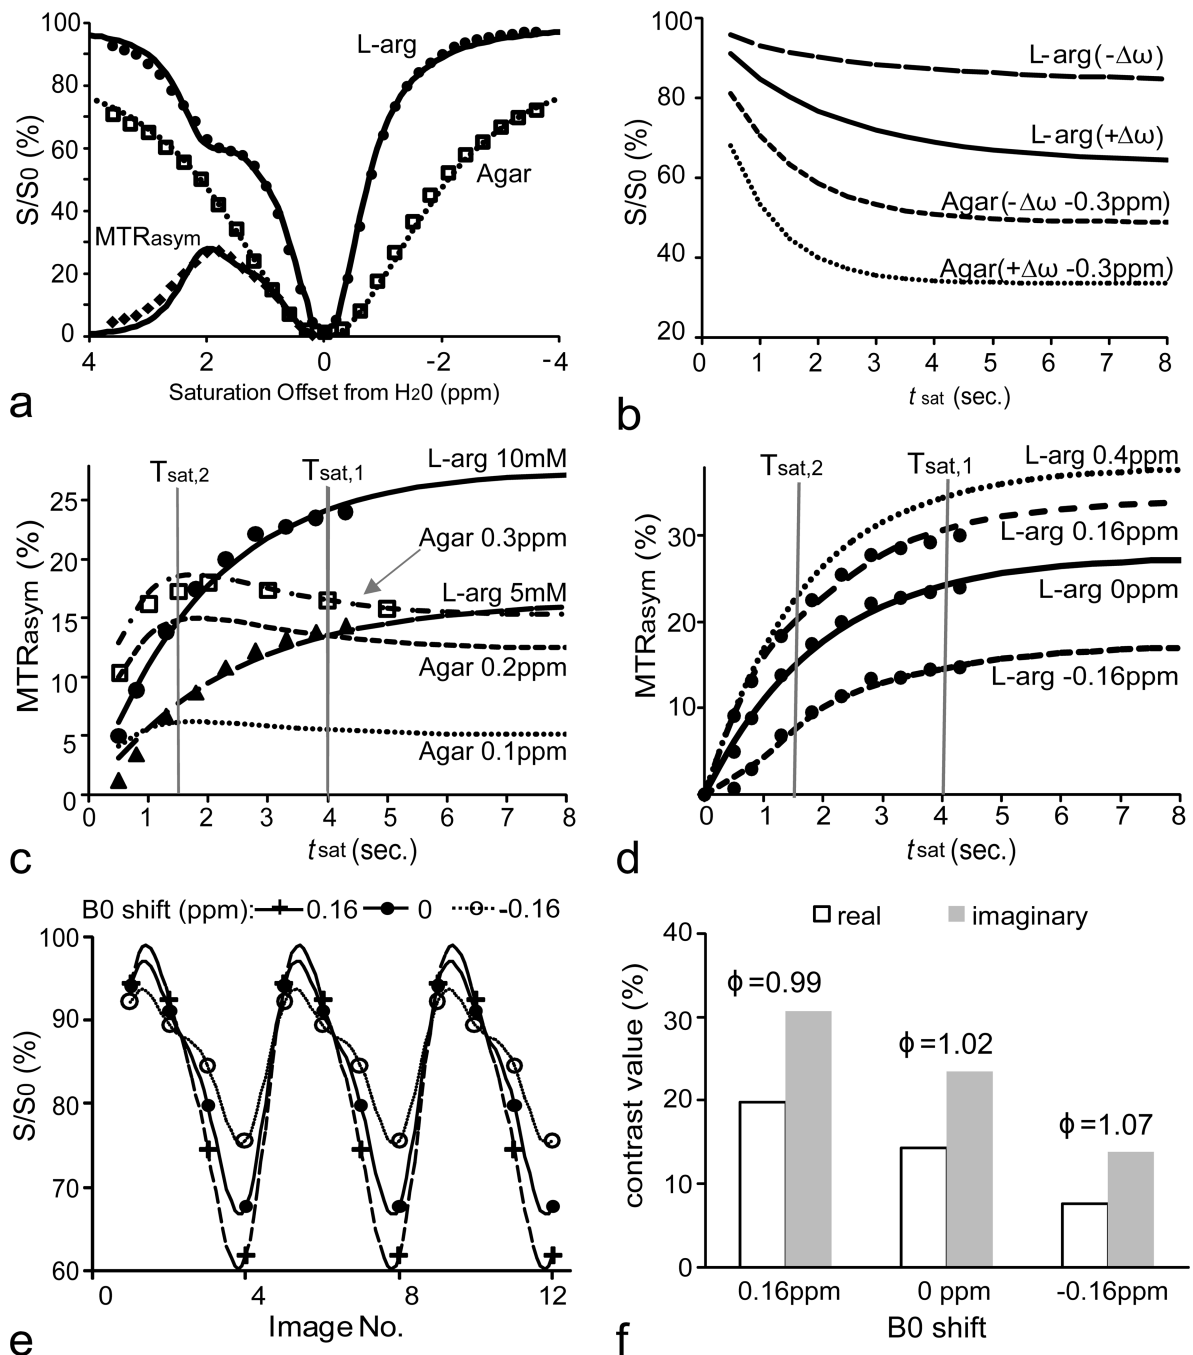 100
80
60
40
20
0
S/S0 (%)
L-arg
Agar
MTRasym
4
2
0
-2
-4
Saturation Offset from H20 (ppm)
a
100
80
60
40
20
S/S0 (%)
L-arg(-Δω)
L-arg(+Δω)
Agar(-Δω -0.3ppm)
Agar(+Δω -0.3ppm)
0 1 2 3 4 5 6 7 8
t sat (sec.)
b
25
20
15
10
5
0
MTRasym (%)
Tsat,2
Tsat,1
L-arg 10mM
Agar 0.3ppm
L-arg 5mM
Agar 0.2ppm
Agar 0.1ppm
0 1 2 3 4 5 6 7 8
tsat (sec.)
c
30
20
10
MTRasym (%)
Tsat,2
Tsat,1
L-arg 0.4ppm
L-arg 0.16ppm
L-arg 0ppm
L-arg -0.16ppm
0 1 2 3 4 5 6 7 8
tsat (sec.)
d
B0 shift (ppm): 0.16 0 -0.16
100
90
80
70
60
S/S0 (%)
0 4 8 12
Image No.
e
real imaginary
40
30
20
10
0
contrast value (%)
ϕ=0.99
ϕ=1.02
ϕ=1.07
0.16ppm 0 ppm -0.16ppm
B0 shift
f